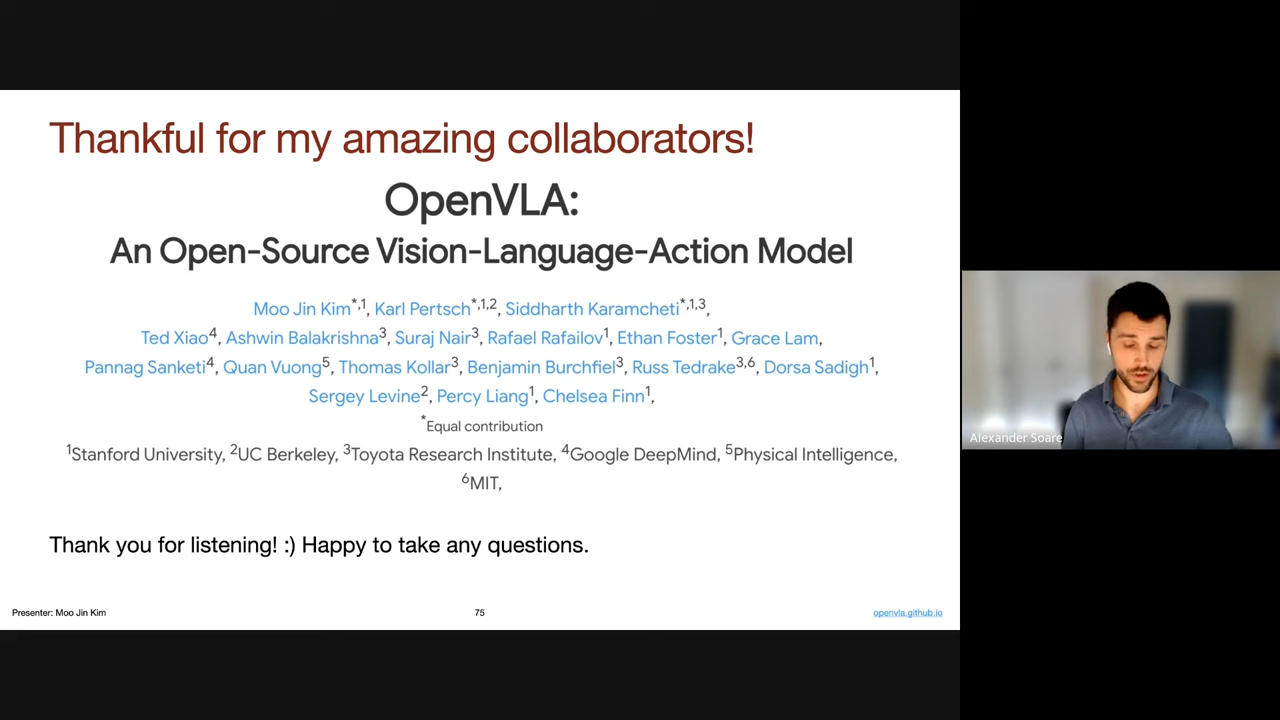 Thankful for my amazing collaborators!
OpenVLA:
An Open-Source Vision-Language-Action Model
Moo Jin Kim*,1, Karl Pertsch*,1,2, Siddharth Karamcheti*,1,3,
Ted Xiao4, Ashwin Balakrishna3, Suraj Nair3, Rafael Rafailov1, Ethan Foster1, Grace Lam,
Pannag Sanketi4, Quan Vuong5, Thomas Kollar3, Benjamin Burchfiel3, Russ Tedrake3,6, Dorsa Sadigh1,
Sergey Levine2, Percy Liang1, Chelsea Finn1,
*Equal contribution
1Stanford University, 2UC Berkeley, 3Toyota Research Institute, 4Google DeepMind, 5Physical Intelligence,
6MIT,
Thank you for listening! :) Happy to take any questions.
Presenter: Moo Jin Kim
75
openvla.github.io
Alexander Soare